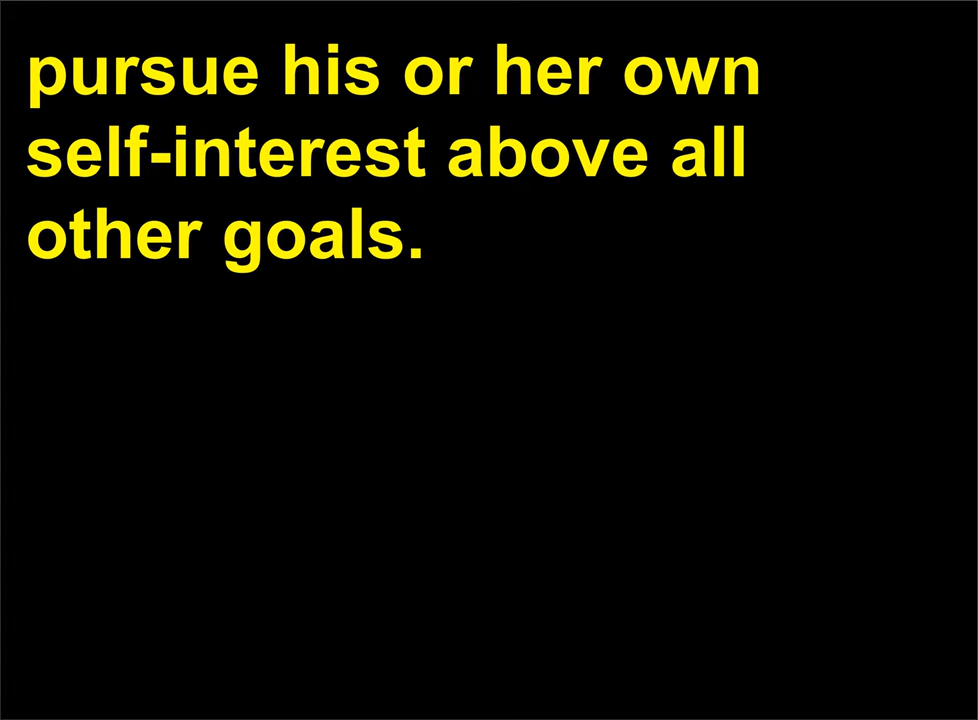 pursue his or her own
self-interest above all
other goals.